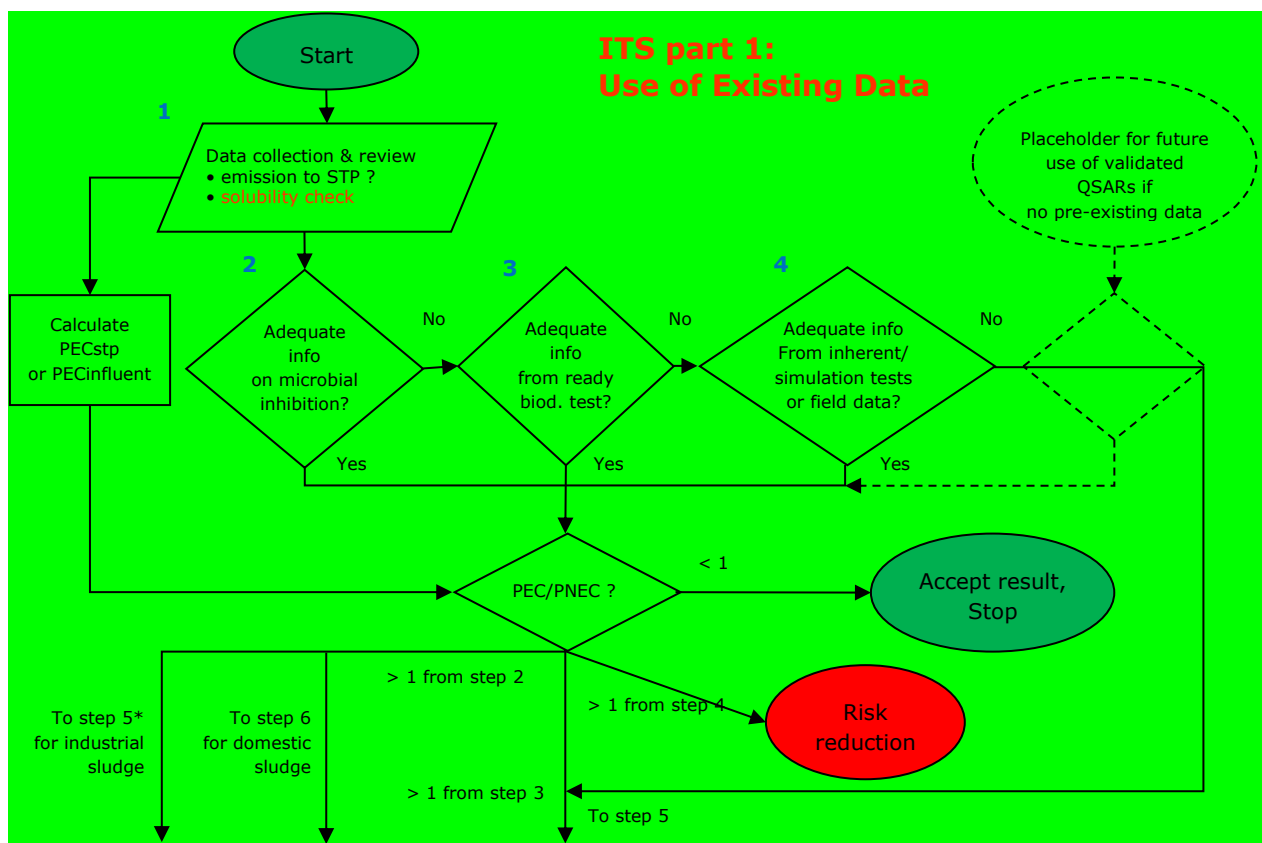 Start
ITS part 1:
Use of Existing Data
1
Data collection & review
• emission to STP ?
• solubility check
Placeholder for future
use of validated
QSARs if
no pre-existing data
2
3
4
Calculate
PECstp
or PECinfluent
Adequate
info
on microbial
inhibition?
No
Adequate
info
from ready
biod. test?
No
Adequate info
From inherent/
simulation tests
or field data?
No
Yes
Yes
Yes
PEC/PNEC ?
< 1
Accept result,
Stop
> 1 from step 2
> 1 from step 4
Risk
reduction
To step 5*
for industrial
sludge
To step 6
for domestic
sludge
> 1 from step 3
To step 5